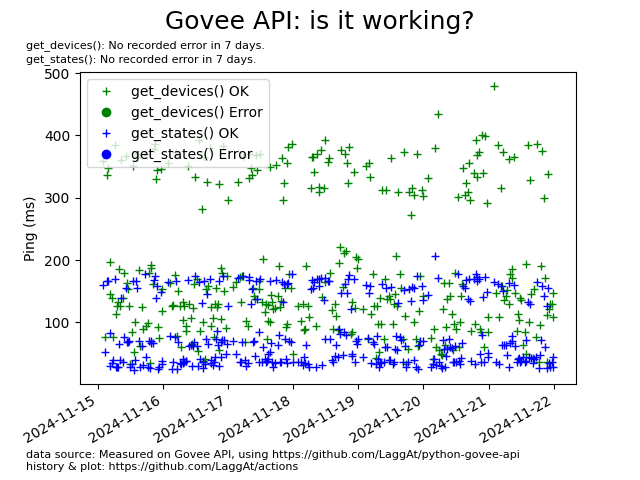 Govee API: is it working?
get_devices(): No recorded error in 7 days.
get_states(): No recorded error in 7 days.
500
400
300
200
100
Ping (ms)
get_devices() OK
get_devices() Error
get_states() OK
get_states() Error
2024-11-15
2024-11-16
2024-11-17
2024-11-18
2024-11-19
2024-11-20
2024-11-21
2024-11-22
data source: Measured on Govee API, using https://github.com/LaggAt/python-govee-api
history & plot: https://github.com/LaggAt/actions